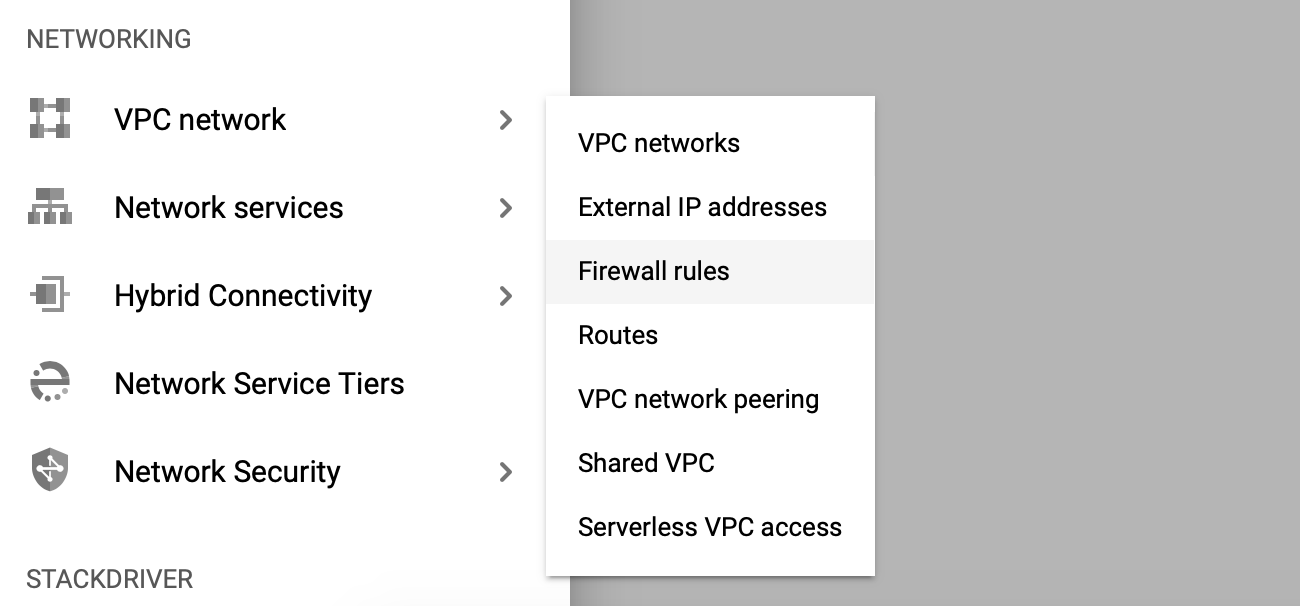 NETWORKING
VPC network
Network services
Hybrid Connectivity
Network Service Tiers
Network Security
STACKDRIVER
VPC networks
External IP addresses
Firewall rules
Routes
VPC network peering
Shared VPC
Serverless VPC access